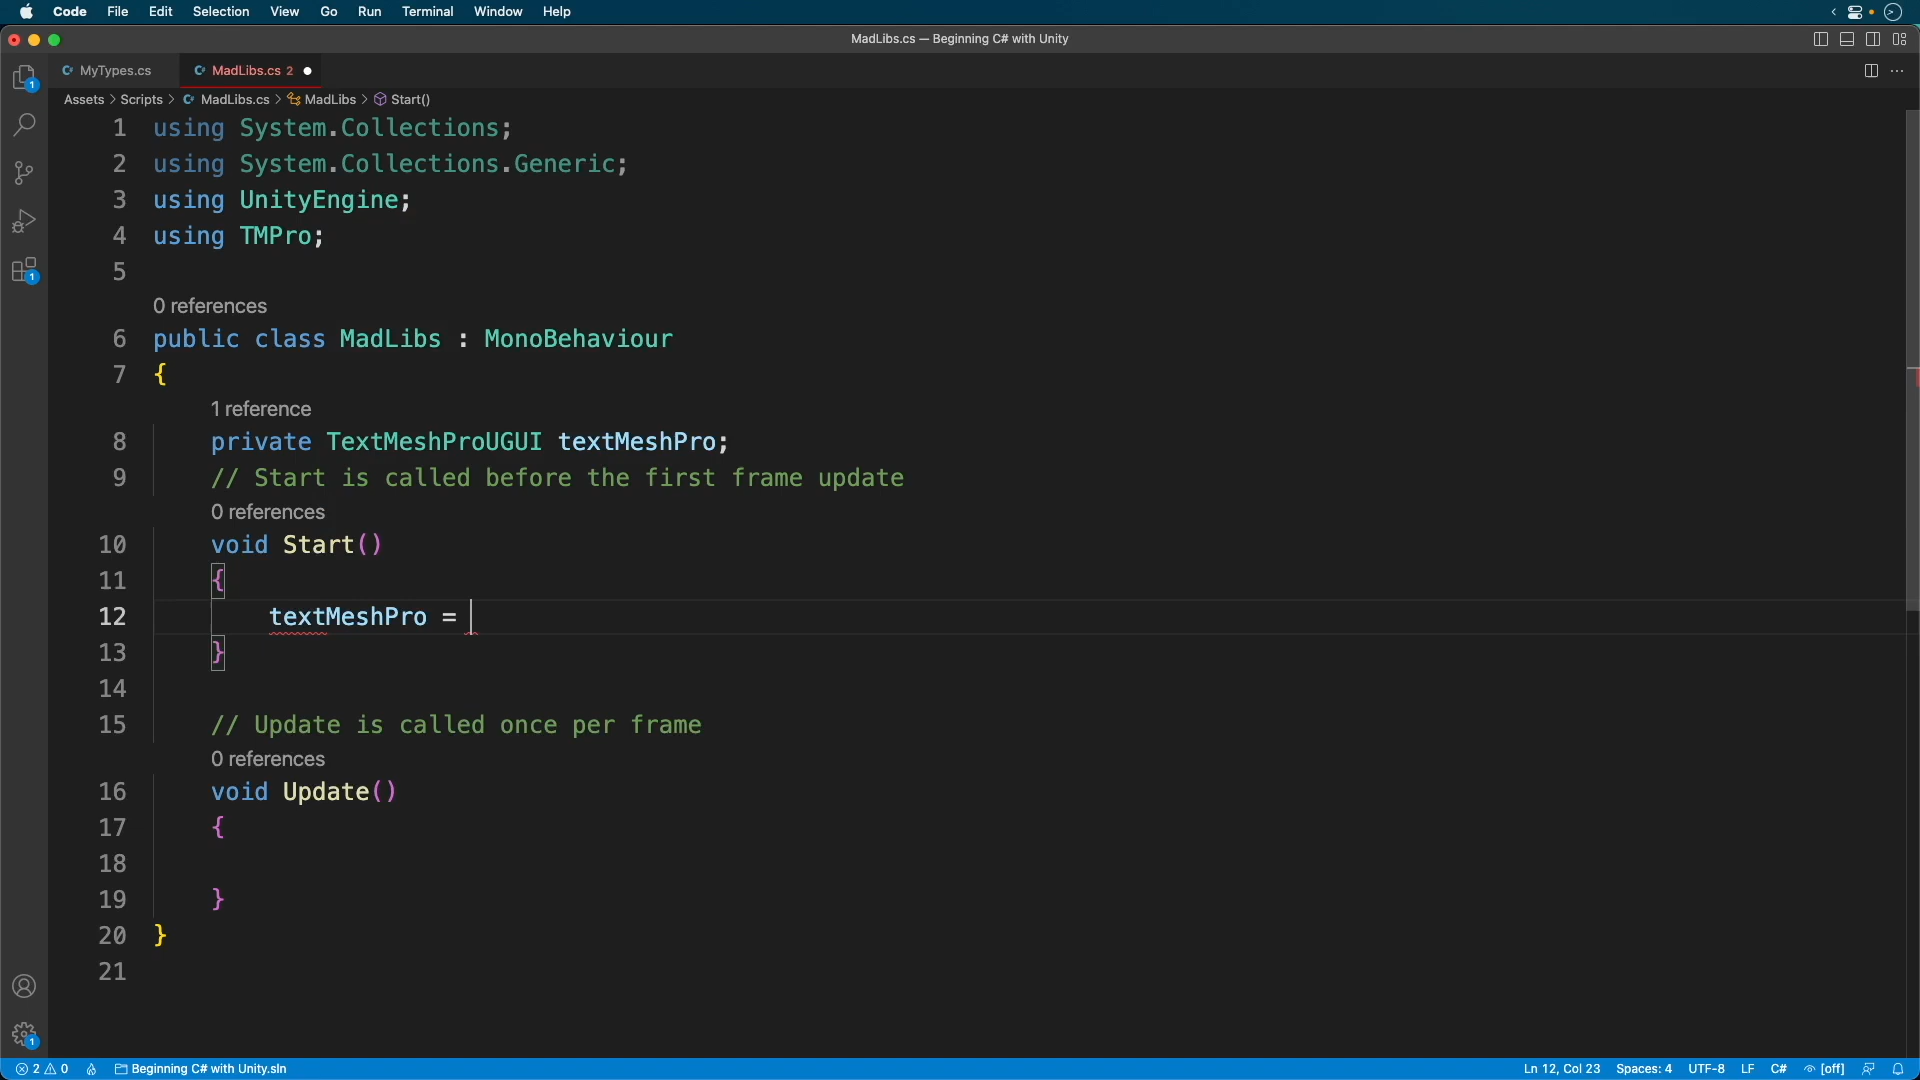 Code File Edit Selection View Go Run Terminal Window Help
MadLibs.cs — Beginning C# with Unity
MyTypes.cs MadLibs.cs 2
Assets > Scripts > MadLibs.cs > MadLibs > Start()
1 using System.Collections;
2 using System.Collections.Generic;
3 using UnityEngine;
4 using TMPro;
5
0 references
6 public class MadLibs : MonoBehaviour
7 {
1 reference
8 private TextMeshProUGUI textMeshPro;
9 // Start is called before the first frame update
0 references
10 void Start()
11 {
12 textMeshPro =
13 }
14
15 // Update is called once per frame
0 references
16 void Update()
17 {
18
19 }
20 }
21
1
1
1
2 0 Beginning C# with Unity.sln Ln 12, Col 23 Spaces: 4 UTF-8 LF C# [off]